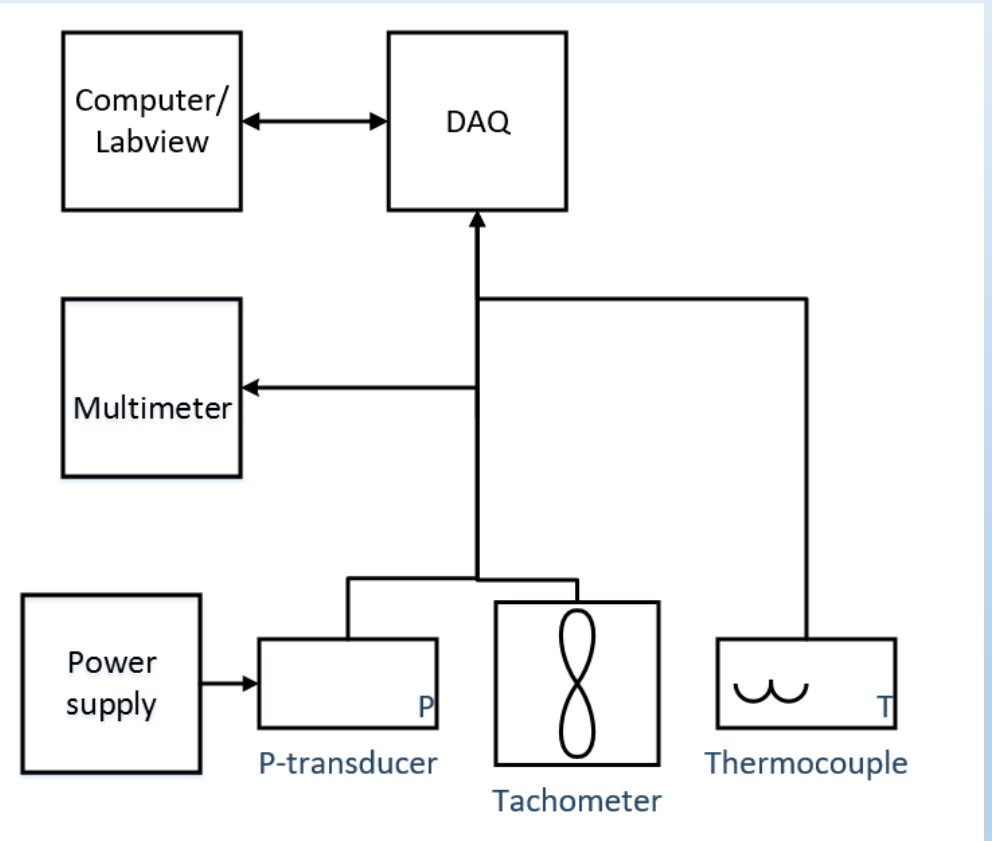 Computer/
Labview
DAQ
Multimeter
Power
supply
P
T
P-transducer
Tachometer
Thermocouple